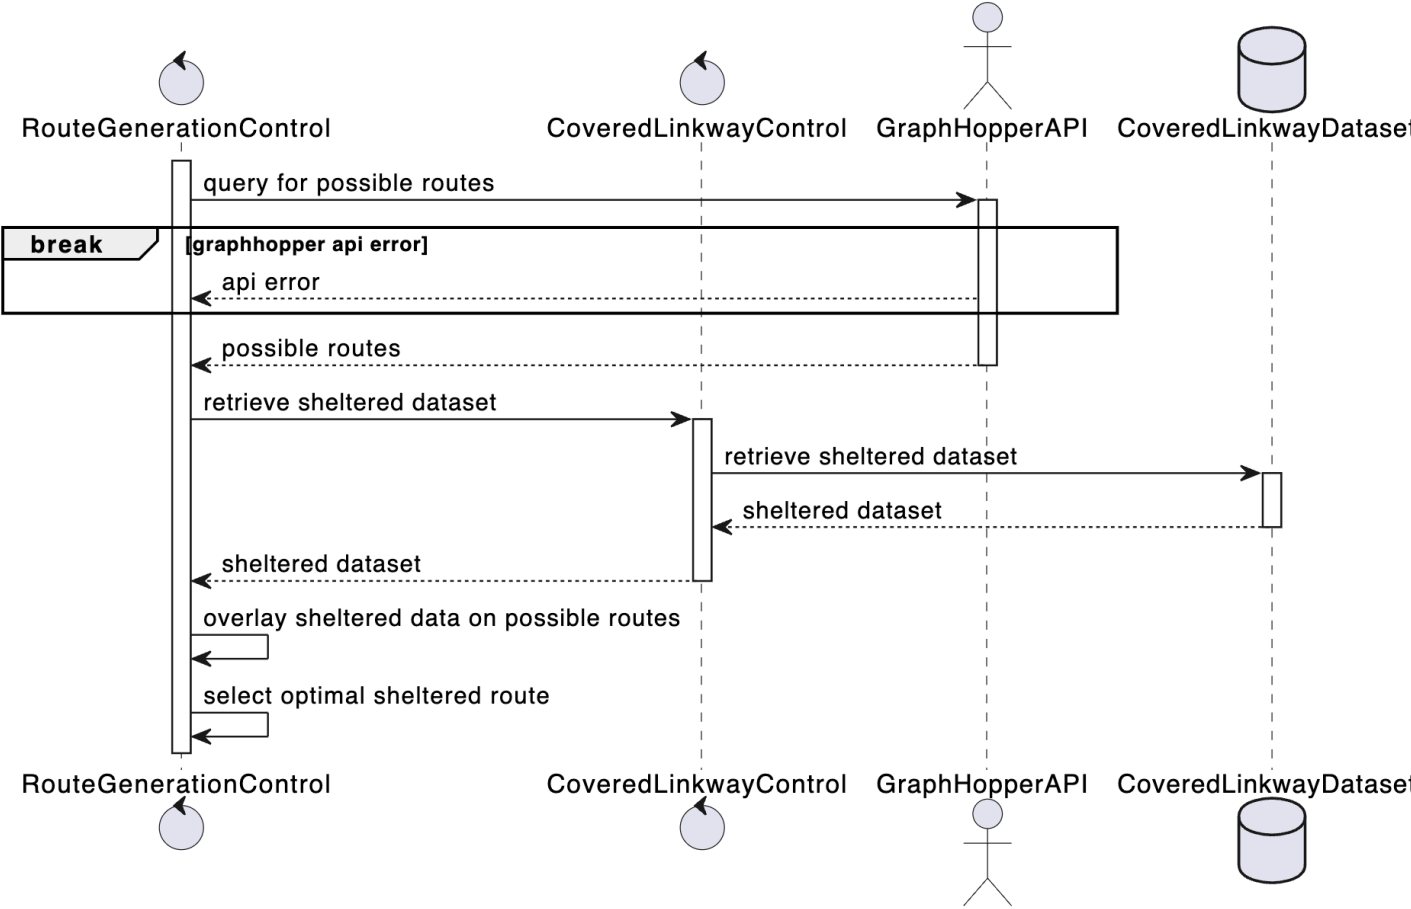 RouteGenerationControl
CoveredLinkwayControl
GraphHopperAPI
CoveredLinkwayDataset
query for possible routes
break
[graphhopper api error]
api error
possible routes
retrieve sheltered dataset
retrieve sheltered dataset
sheltered dataset
sheltered dataset
overlay sheltered data on possible routes
select optimal sheltered route
RouteGenerationControl
CoveredLinkwayControl
GraphHopperAPI
CoveredLinkwayDataset